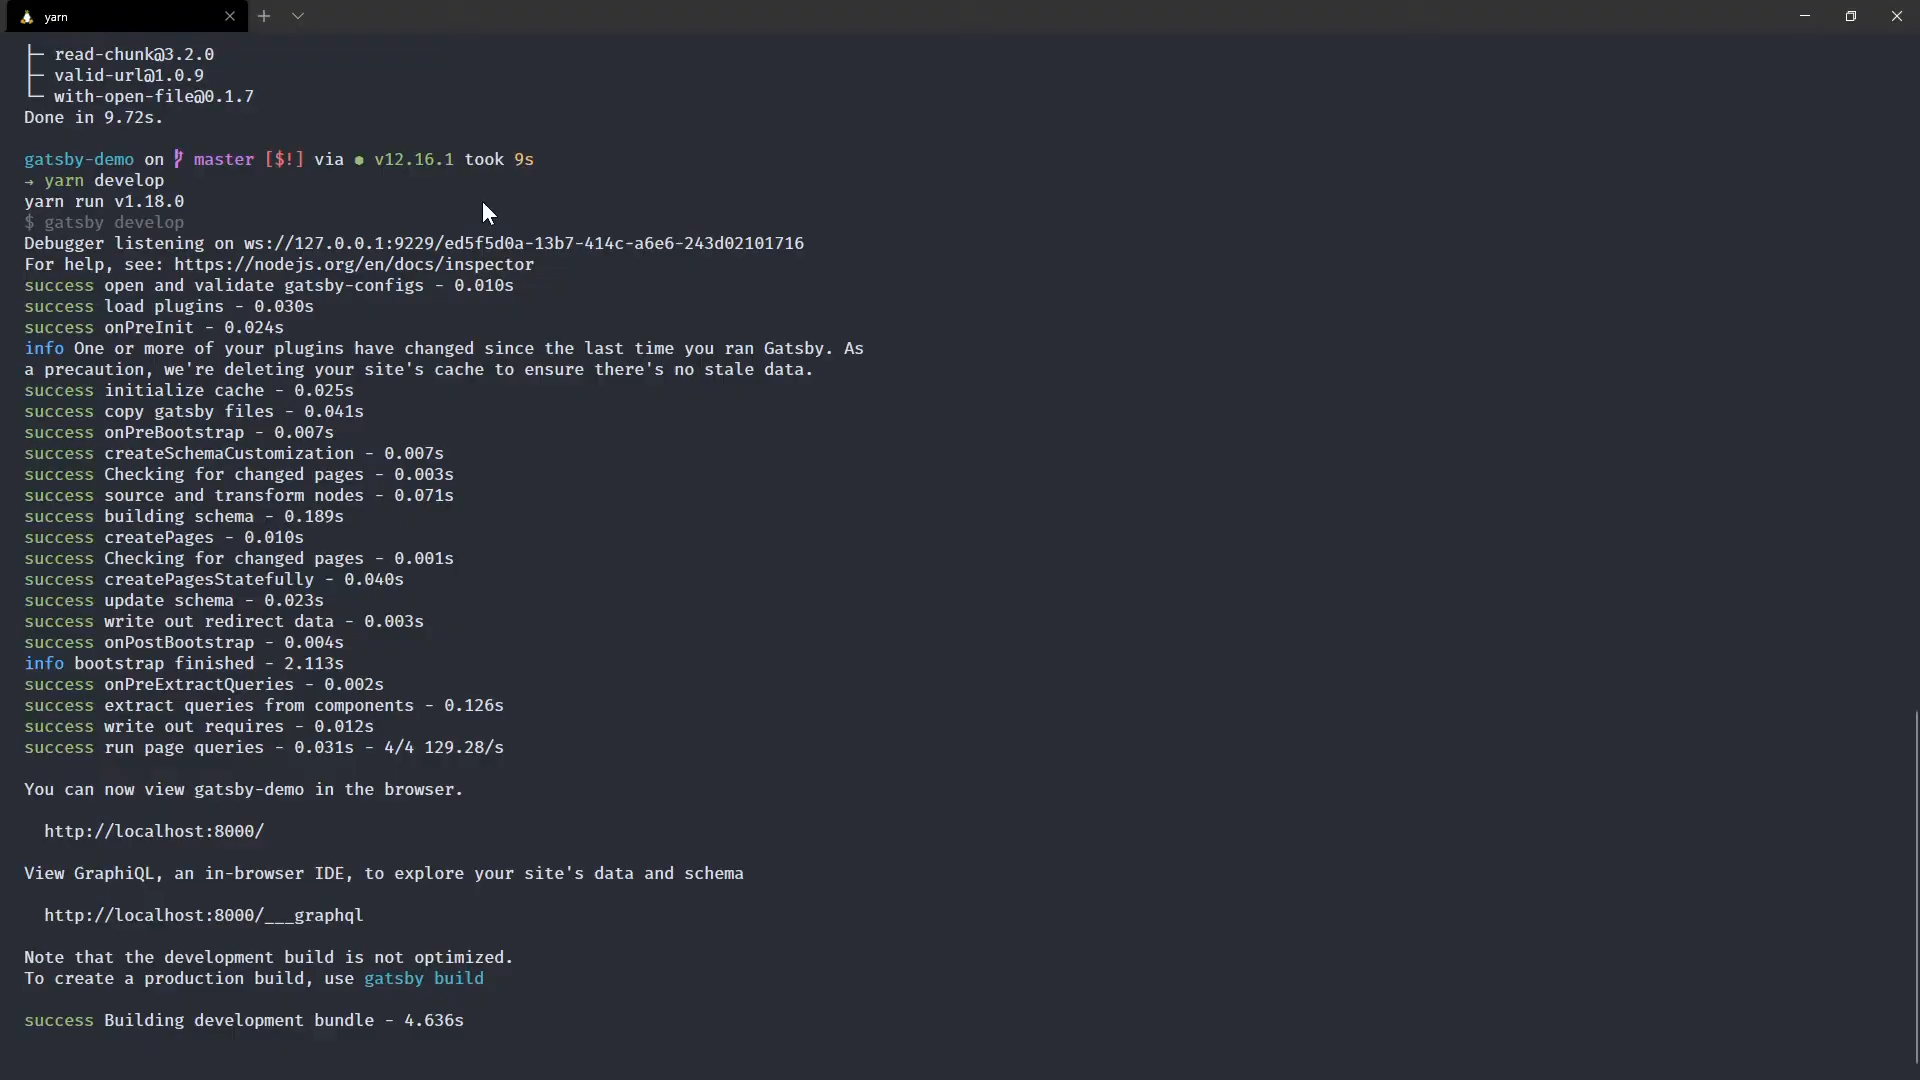 yarn
├─ read-chunk@3.2.0
├─ valid-url@1.0.9
└─ with-open-file@0.1.7
Done in 9.72s.
gatsby-demo on master [$!] via ● v12.16.1 took 9s
→ yarn develop
yarn run v1.18.0
$ gatsby develop
Debugger listening on ws://127.0.0.1:9229/ed5f5d0a-13b7-414c-a6e6-243d02101716
For help, see: https://nodejs.org/en/docs/inspector
success open and validate gatsby-configs - 0.010s
success load plugins - 0.030s
success onPreInit - 0.024s
info One or more of your plugins have changed since the last time you ran Gatsby. As
a precaution, we're deleting your site's cache to ensure there's no stale data.
success initialize cache - 0.025s
success copy gatsby files - 0.041s
success onPreBootstrap - 0.007s
success createSchemaCustomization - 0.007s
success Checking for changed pages - 0.003s
success source and transform nodes - 0.071s
success building schema - 0.189s
success createPages - 0.010s
success Checking for changed pages - 0.001s
success createPagesStatefully - 0.040s
success update schema - 0.023s
success write out redirect data - 0.003s
success onPostBootstrap - 0.004s
info bootstrap finished - 2.113s
success onPreExtractQueries - 0.002s
success extract queries from components - 0.126s
success write out requires - 0.012s
success run page queries - 0.031s - 4/4 129.28/s
You can now view gatsby-demo in the browser.
http://localhost:8000/
View GraphiQL, an in-browser IDE, to explore your site's data and schema
http://localhost:8000/___graphql
Note that the development build is not optimized.
To create a production build, use gatsby build
success Building development bundle - 4.636s